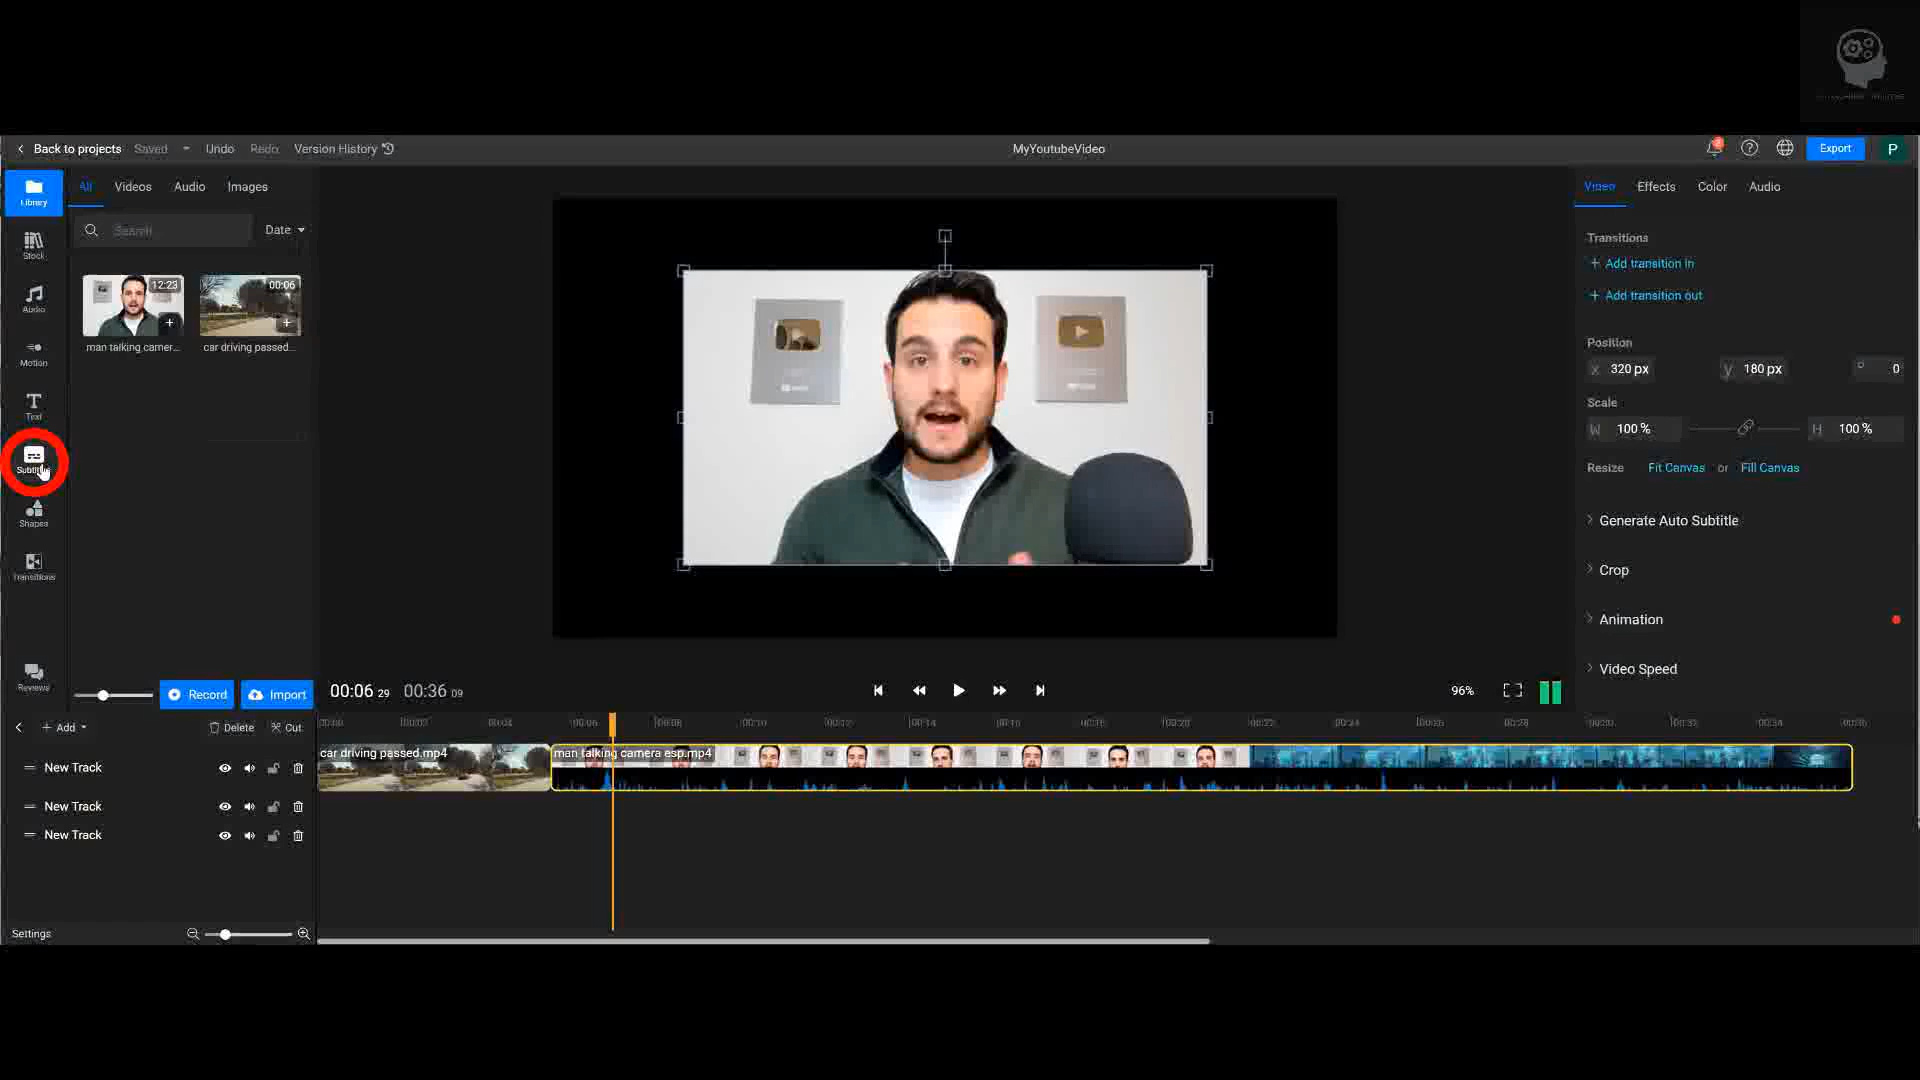 Back to projects Saved Undo Redo Version History MyYoutubeVideo 2 Export P
Library All Videos Audio Images Video Effects Color Audio
Stock Search Date Transitions
12:23 00:06 + Add transition in
Audio + Add transition out
man talking camer... car driving passed...
Motion Position
x 320 px y 180 px ° 0
Text Scale
W 100 % H 100 %
Resize Fit Canvas or Fill Canvas
Shapes Generate Auto Subtitle
Transitions Crop
Animation
Reviews Video Speed
Record Import 00:06 29 00:36 09 96%
+ Add Delete Cut
car driving passed.mp4 man talking camera esp.mp4
New Track
New Track
New Track
Settings